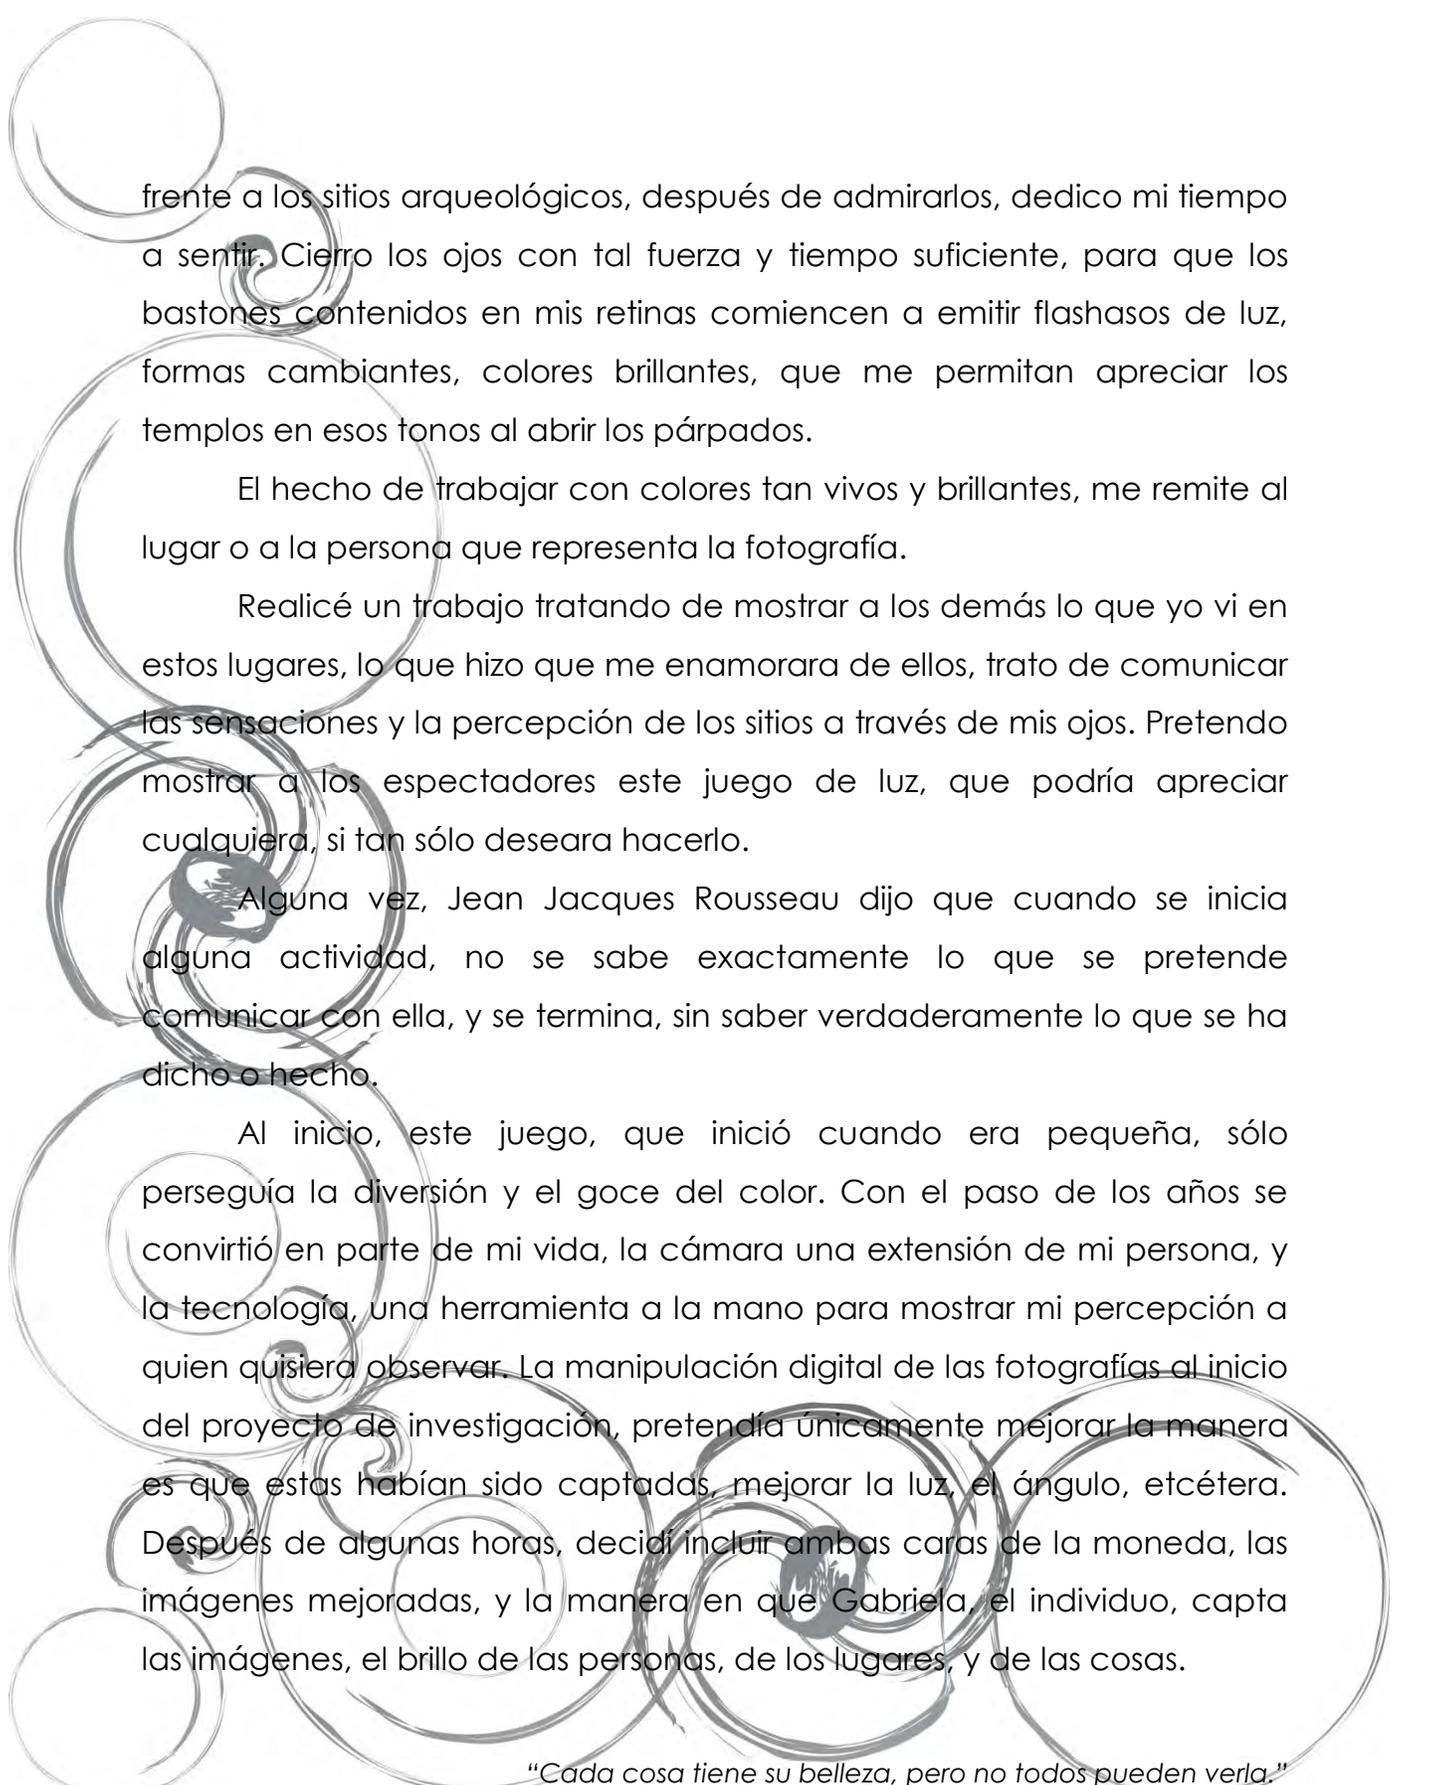 frente a los sitios arqueológicos, después de admirarlos, dedico mi tiempo
a sentir. Cierro los ojos con tal fuerza y tiempo suficiente, para que los
bastones contenidos en mis retinas comiencen a emitir flashasos de luz,
formas cambiantes, colores brillantes, que me permitan apreciar los
templos en esos tonos al abrir los párpados.
El hecho de trabajar con colores tan vivos y brillantes, me remite al
lugar o a la persona que representa la fotografía.
Realicé un trabajo tratando de mostrar a los demás lo que yo vi en
estos lugares, lo que hizo que me enamorara de ellos, trato de comunicar
las sensaciones y la percepción de los sitios a través de mis ojos. Pretendo
mostrar a los espectadores este juego de luz, que podría apreciar
cualquiera, si tan sólo deseara hacerlo.
Alguna vez, Jean Jacques Rousseau dijo que cuando se inicia
alguna actividad, no se sabe exactamente lo que se pretende
comunicar con ella, y se termina, sin saber verdaderamente lo que se ha
dicho o hecho.
Al inicio, este juego, que inició cuando era pequeña, sólo
perseguía la diversión y el goce del color. Con el paso de los años se
convirtió en parte de mi vida, la cámara una extensión de mi persona, y
la tecnología, una herramienta a la mano para mostrar mi percepción a
quien quisiera observar. La manipulación digital de las fotografías al inicio
del proyecto de investigación, pretendía únicamente mejorar la manera
es que estas habían sido captadas, mejorar la luz, el ángulo, etcétera.
Después de algunas horas, decidí incluir ambas caras de la moneda, las
imágenes mejoradas, y la manera en que Gabriela, el individuo, capta
las imágenes, el brillo de las personas, de los lugares, y de las cosas.
“Cada cosa tiene su belleza, pero no todos pueden verla.”